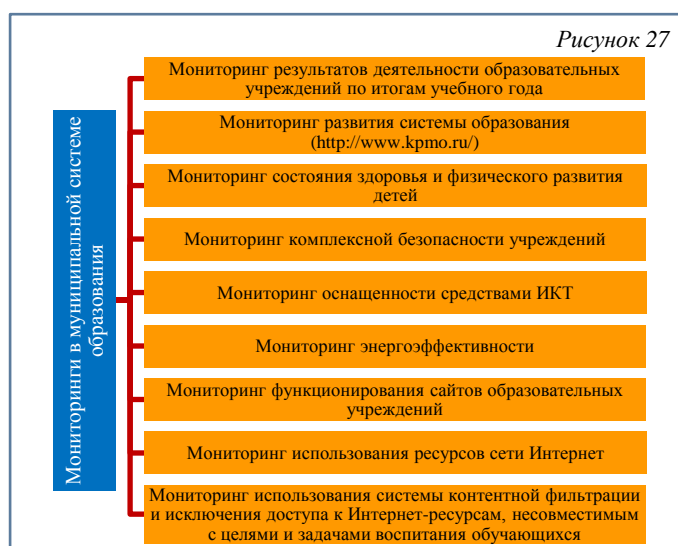 Рисунок 27
Мониторинги в муниципальной системе
образования
Мониторинг результатов деятельности образовательных
учреждений по итогам учебного года
Мониторинг развития системы образования
(http://www.kpmo.ru/)
Мониторинг состояния здоровья и физического развития
детей
Мониторинг комплексной безопасности учреждений
Мониторинг оснащенности средствами ИКТ
Мониторинг энергоэффективности
Мониторинг функционирования сайтов образовательных
учреждений
Мониторинг использования ресурсов сети Интернет
Мониторинг использования системы контентной фильтрации
и исключения доступа к Интернет-ресурсам, несовместимым
с целями и задачами воспитания обучающихся